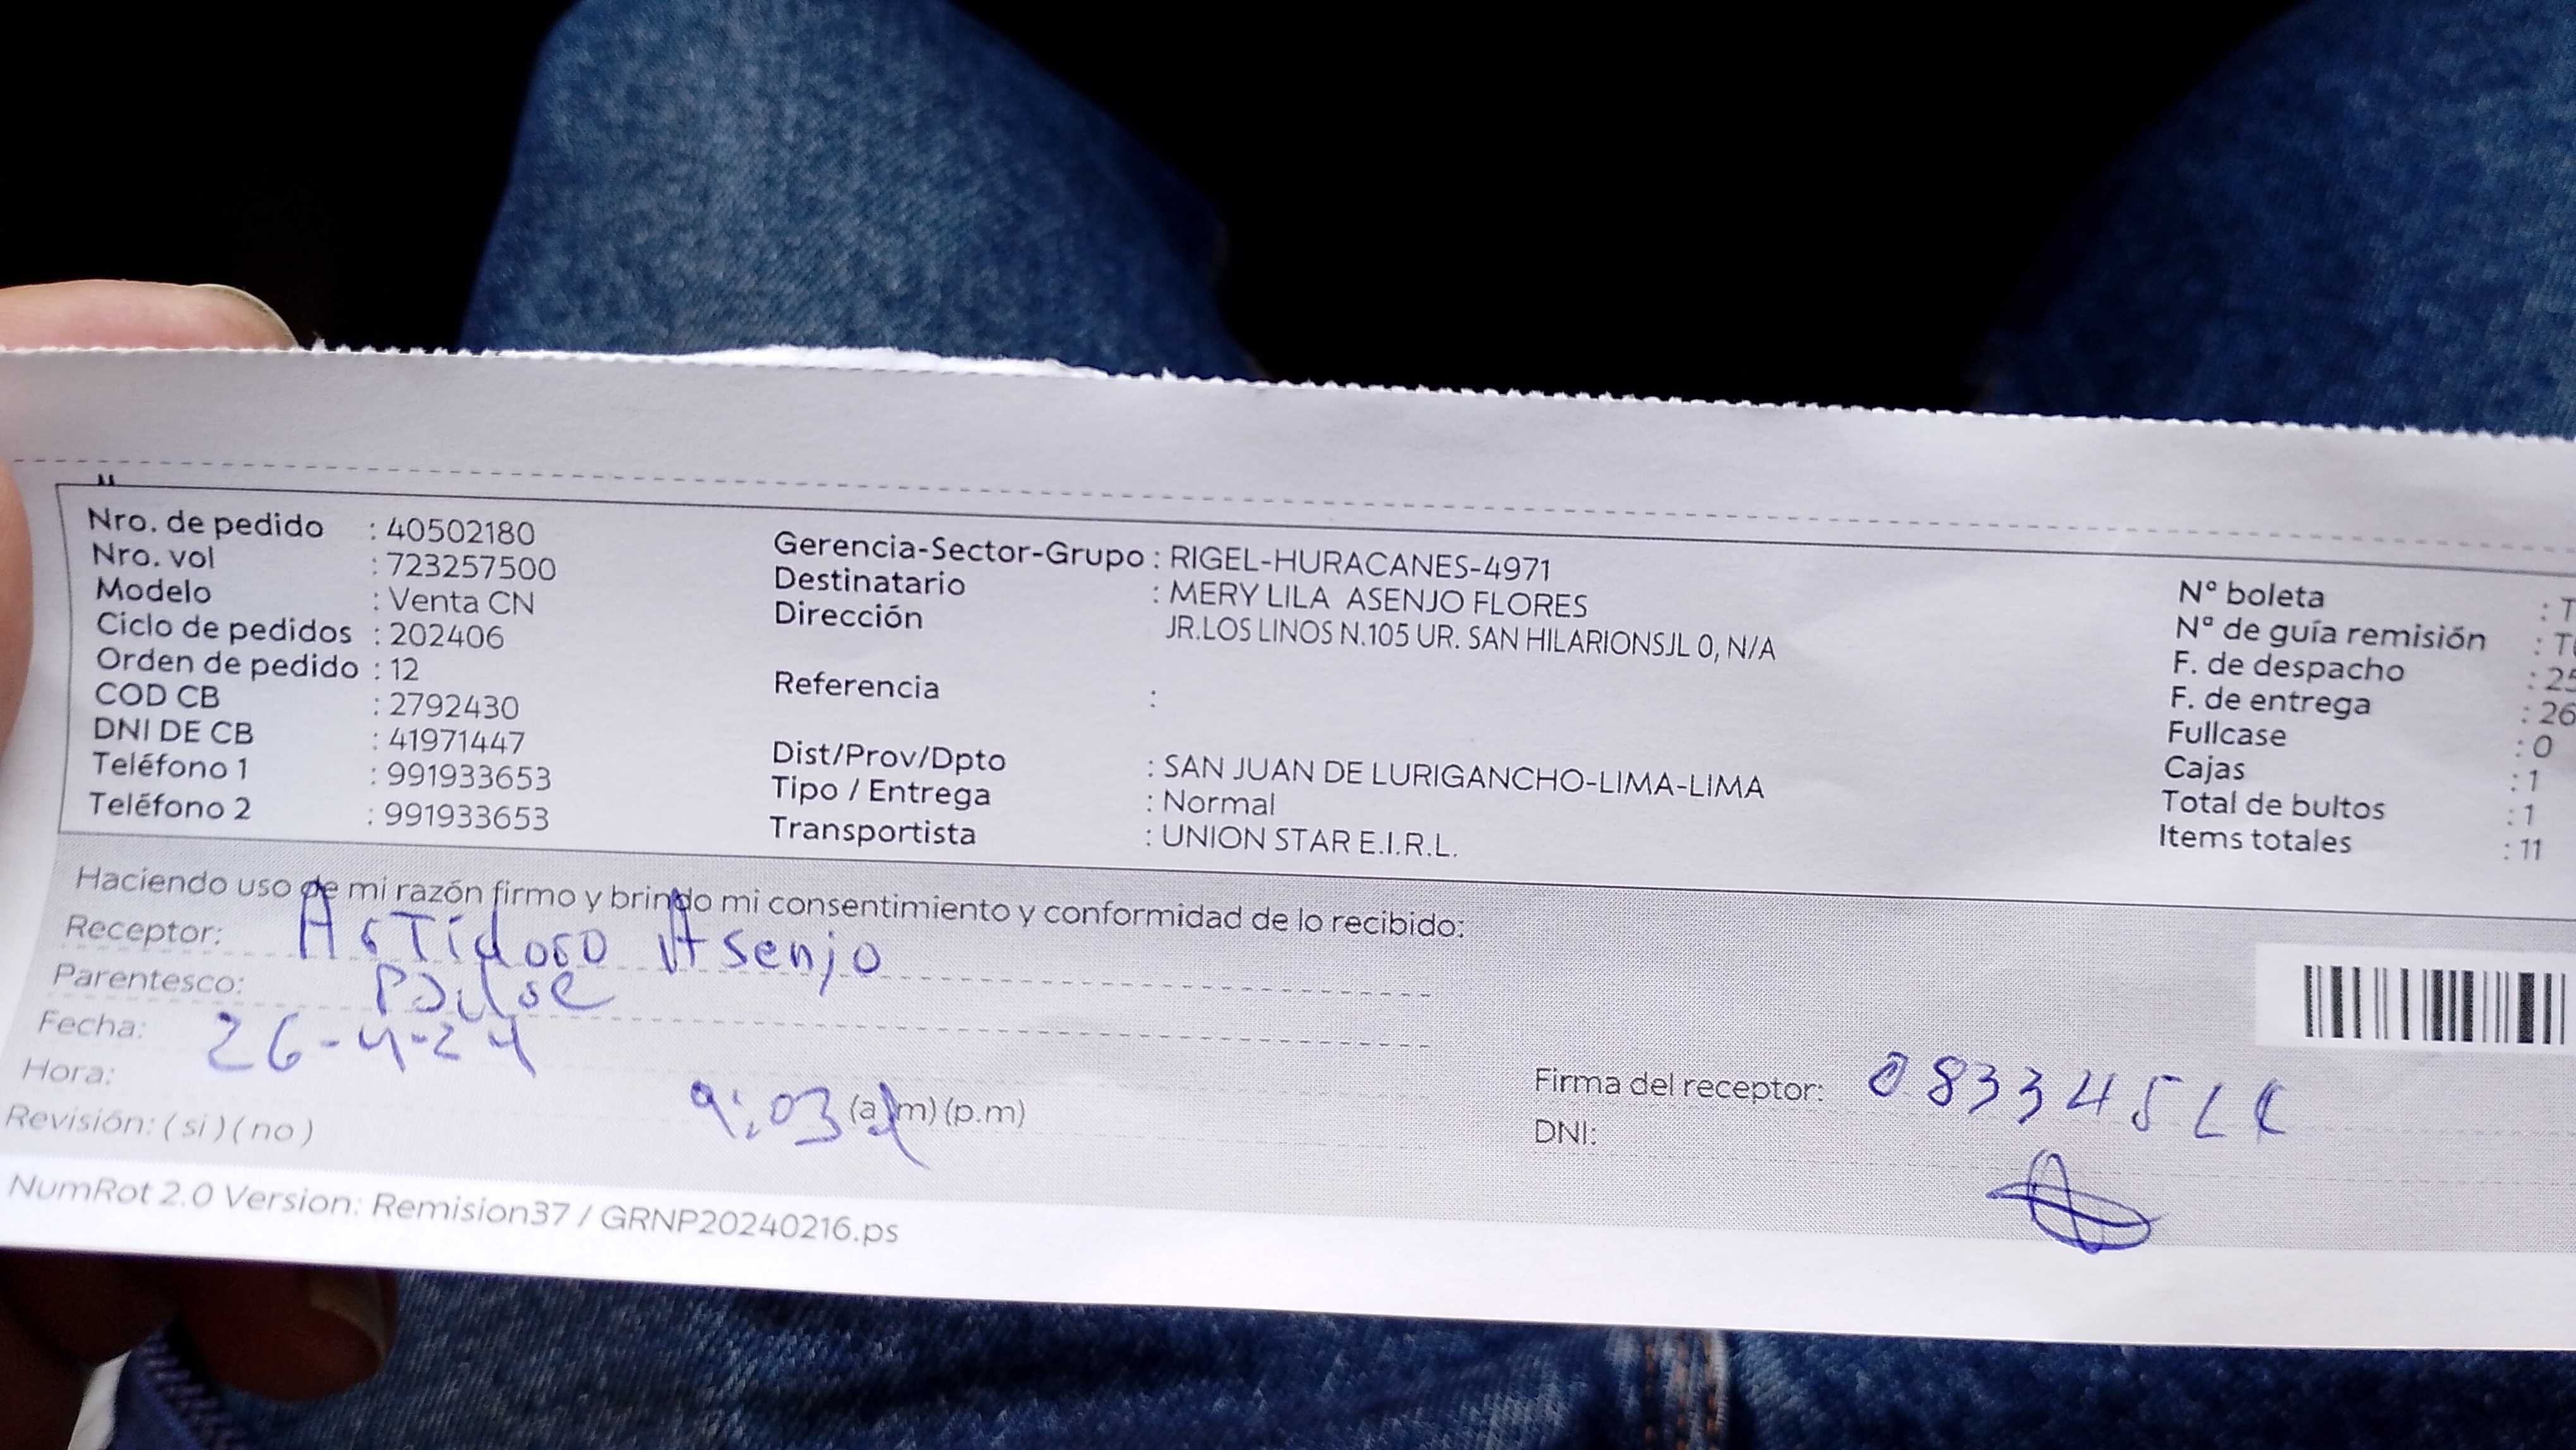 Nro. de pedido : 40502180
Nro. vol : 723257500
Modelo : Venta CN
Ciclo de pedidos : 202406
Orden de pedido : 12
COD CB : 2792430
DNI DE CB : 41971447
Teléfono 1 : 991933653
Teléfono 2 : 991933653
Gerencia-Sector-Grupo : RIGEL-HURACANES-4971
Destinatario : MERY LILA ASENJO FLORES
Dirección JR.LOS LINOS N.105 UR. SAN HILARIONSJL 0, N/A
Referencia :
Dist/Prov/Dpto : SAN JUAN DE LURIGANCHO-LIMA-LIMA
Tipo / Entrega : Normal
Transportista : UNION STAR E.I.R.L.
N° boleta : T
N° de guía remisión : T
F. de despacho : 25
F. de entrega : 26
Fullcase : 0
Cajas : 1
Total de bultos : 1
Items totales : 11
Haciendo uso de mi razón firmo y brindo mi consentimiento y conformidad de lo recibido:
Receptor: Asenjo
Parentesco:
Fecha: 26-4-24
Hora: 9:03 (a.m) (p.m)
Revisión: ( si ) ( no )
Firma del receptor:
DNI:
NumRot 2.0 Version: Remision37 / GRNP20240216.ps